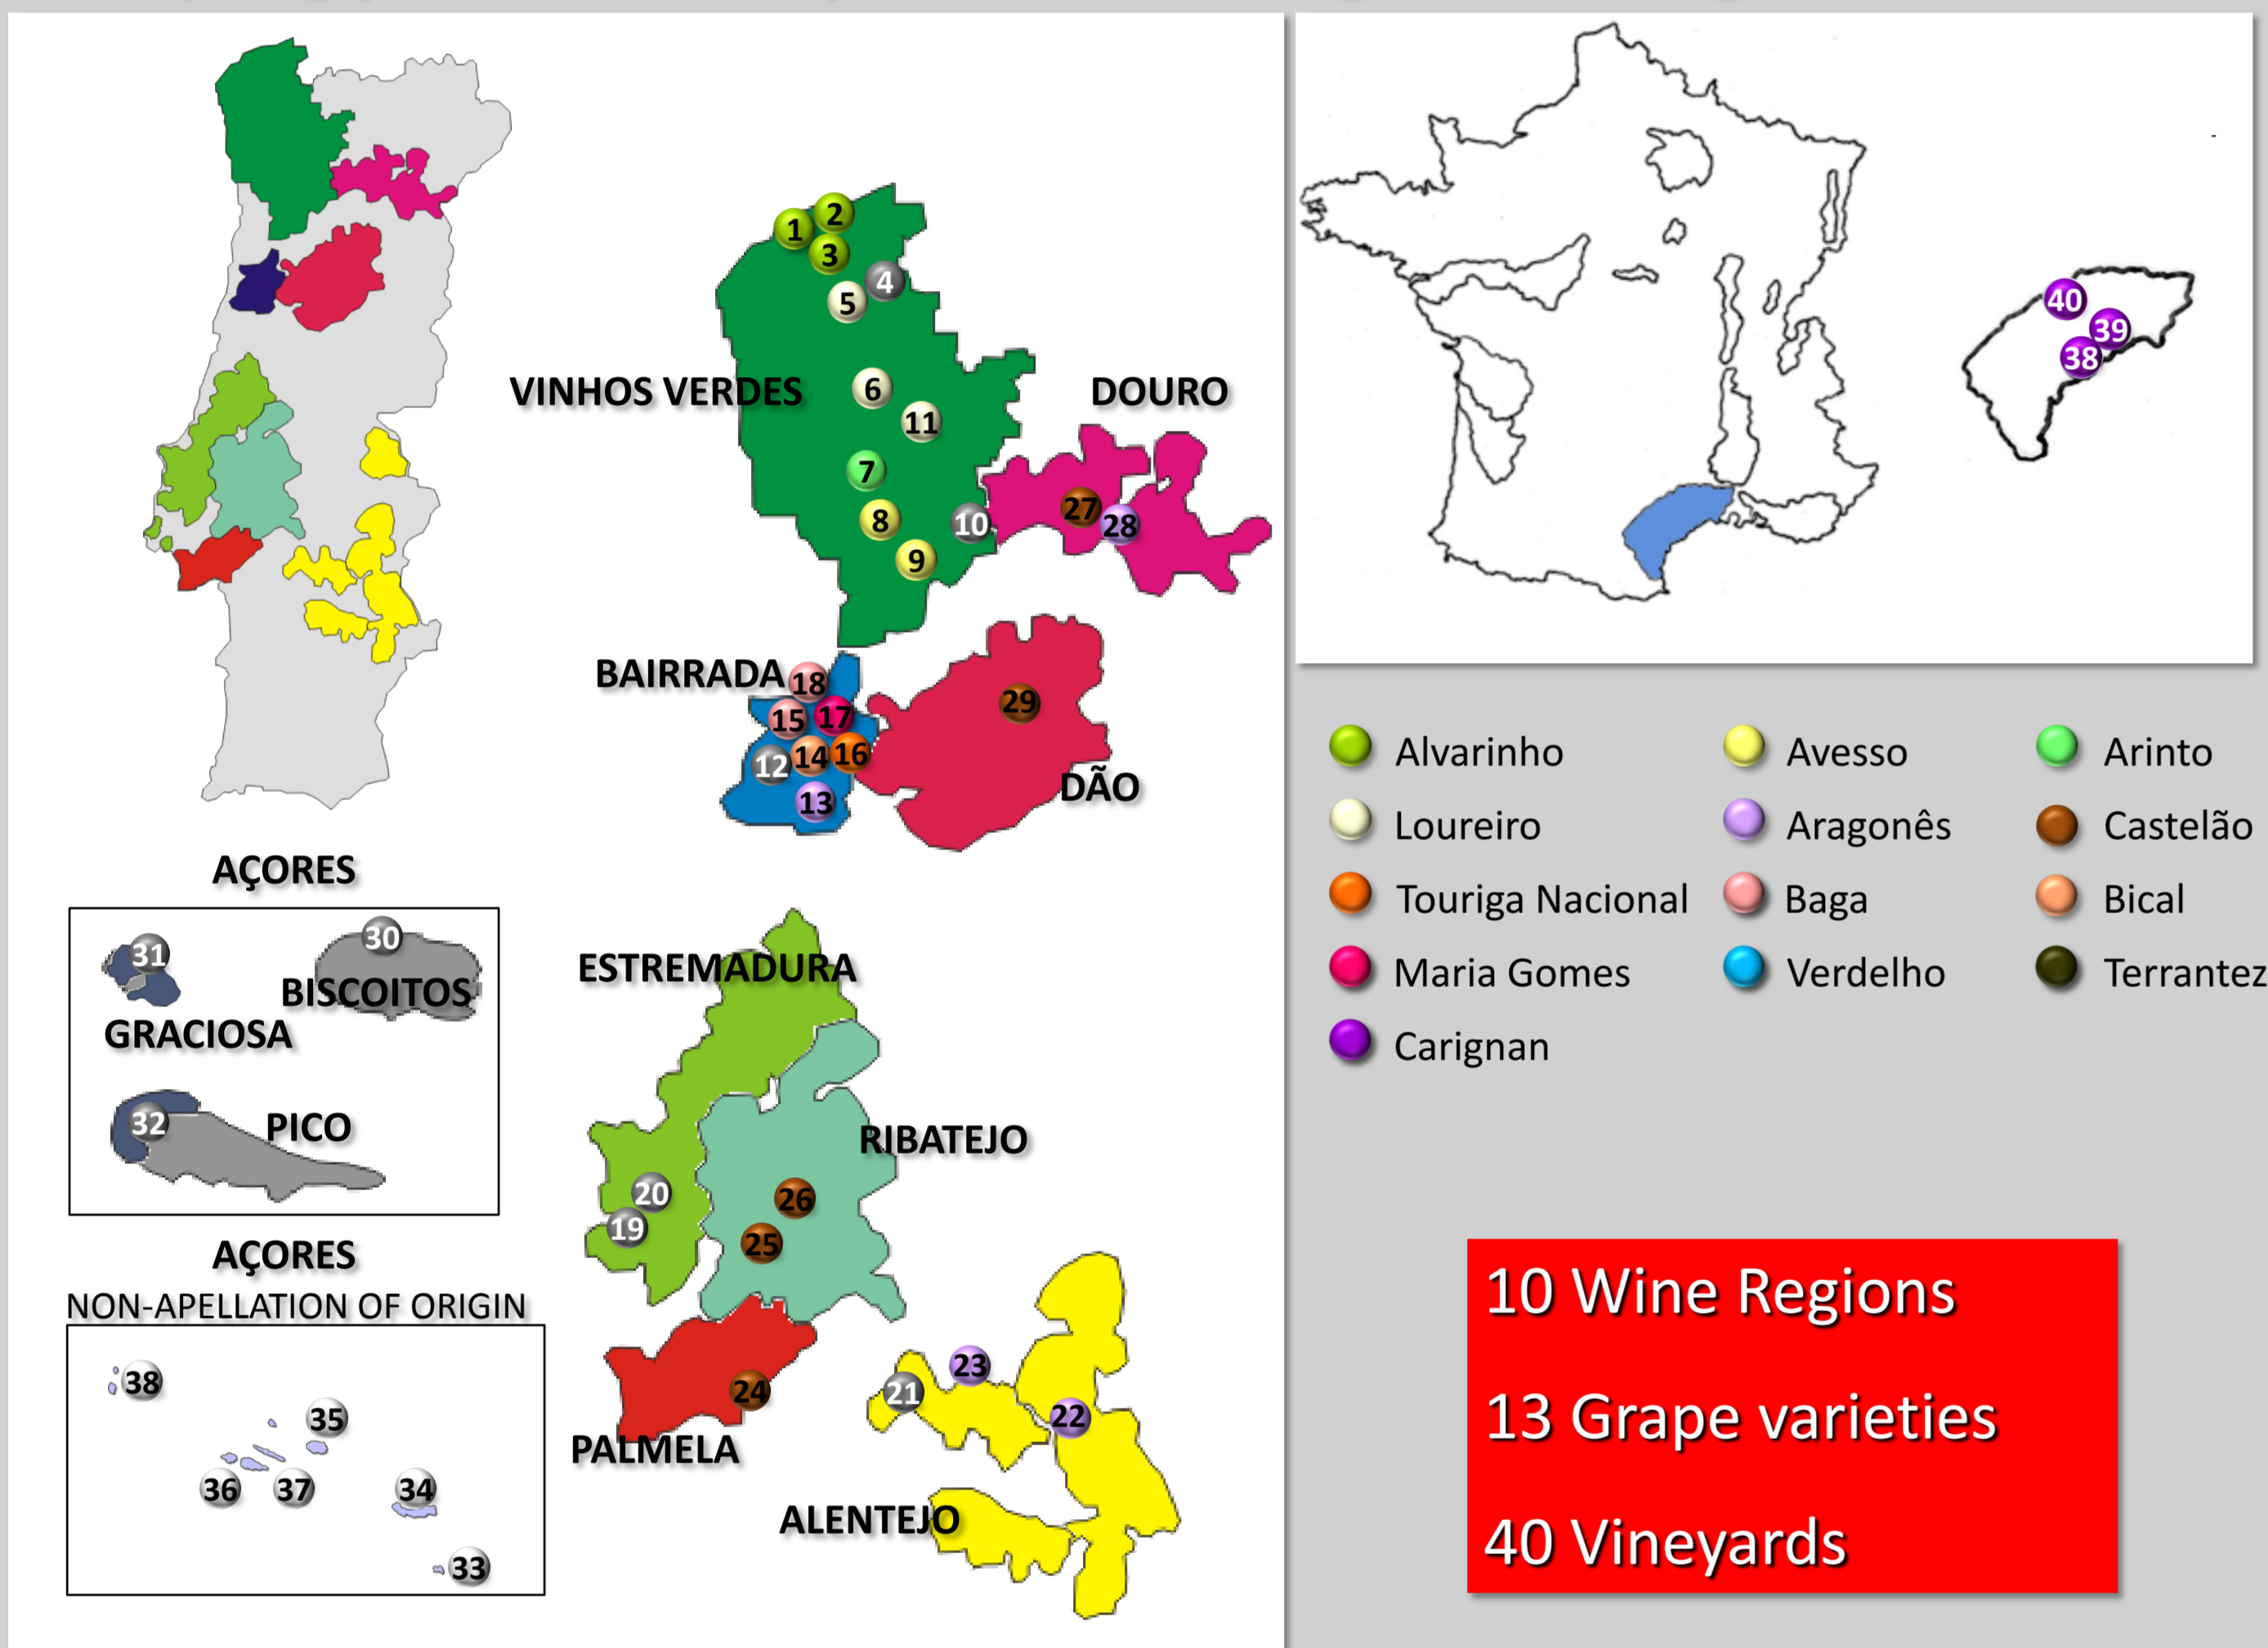 VINHOS VERDES
DOURO
1
2
3
4
5
6
11
7
8
10
9
27
28
BAIRRADA
18
15
17
14
16
12
13
29
DÃO
AÇORES
31
30
BISCOITOS
GRACIOSA
32
PICO
AÇORES
NON-APELLATION OF ORIGIN
38
35
36
37
34
33
ESTREMADURA
RIBATEJO
20
19
26
25
24
PALMELA
23
21
22
ALENTEJO
40
39
38
Alvarinho
Avesso
Arinto
Loureiro
Aragonês
Castelão
Touriga Nacional
Baga
Bical
Maria Gomes
Verdelho
Terrantez
Carignan
10 Wine Regions
13 Grape varieties
40 Vineyards